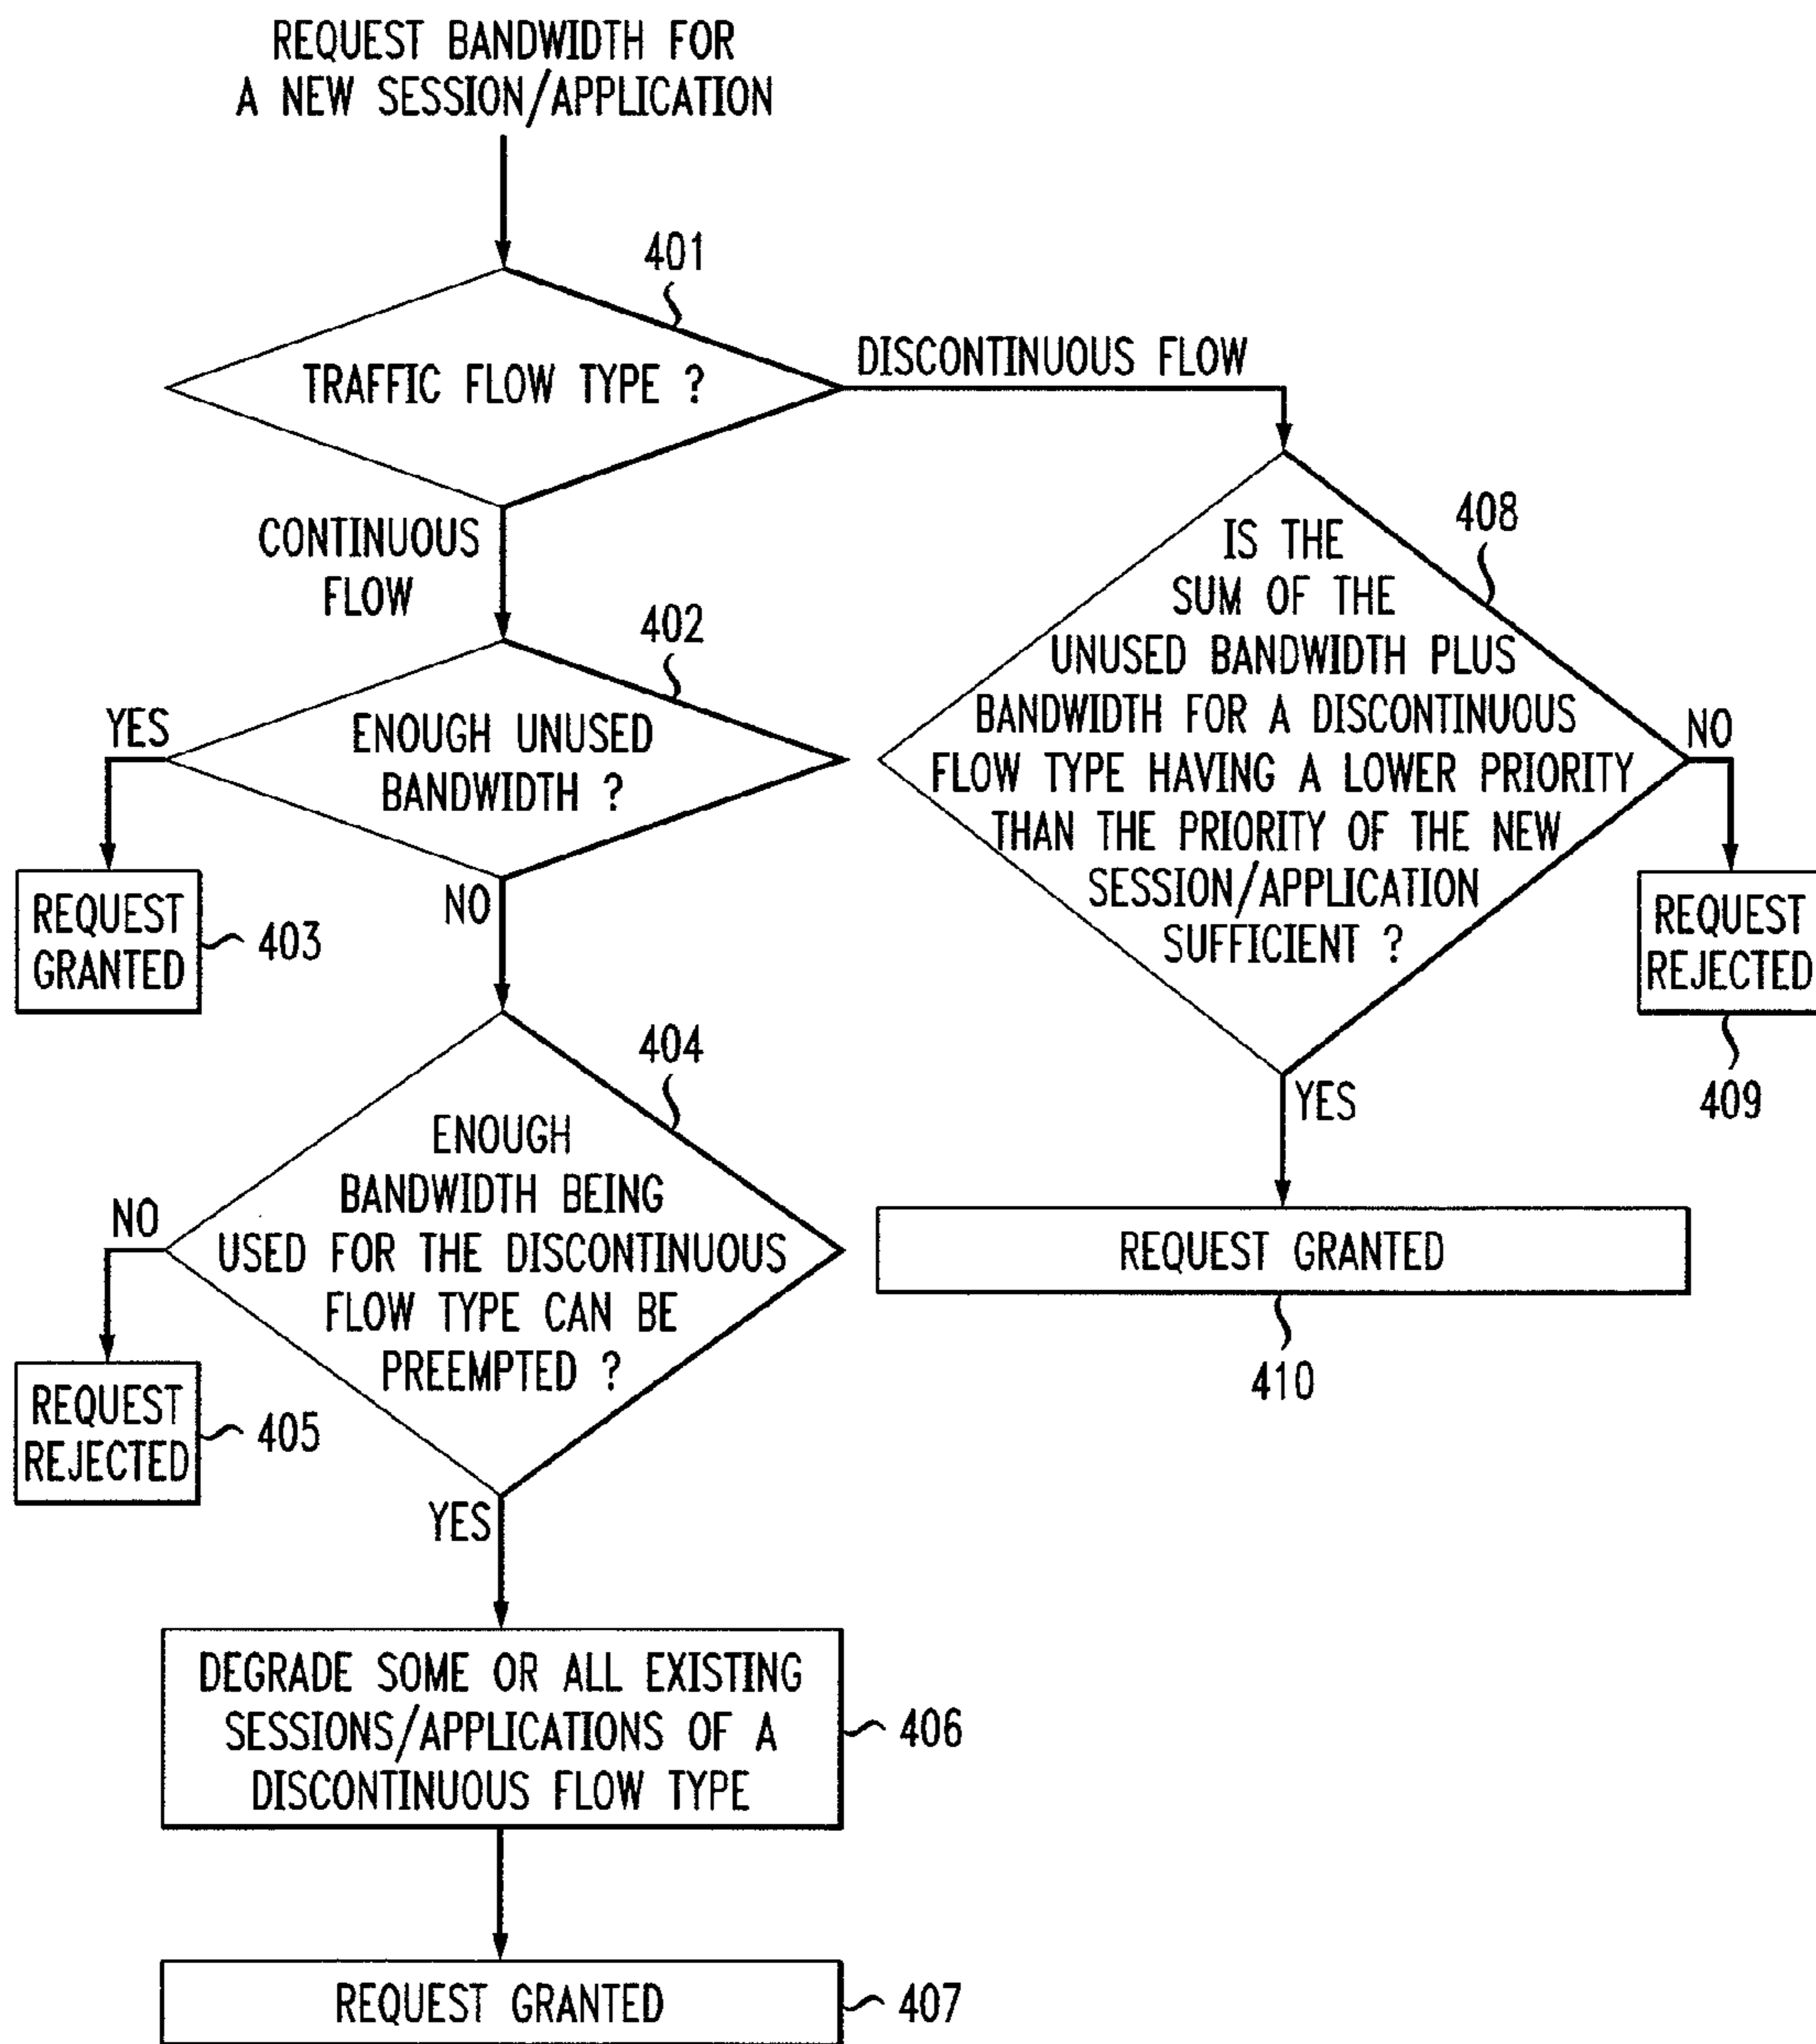 REQUEST BANDWIDTH FOR
A NEW SESSION/APPLICATION
401
TRAFFIC FLOW TYPE ?
DISCONTINUOUS FLOW
CONTINUOUS
FLOW
402
YES
ENOUGH UNUSED
BANDWIDTH ?
REQUEST
GRANTED
403
NO
404
ENOUGH
BANDWIDTH BEING
USED FOR THE DISCONTINUOUS
FLOW TYPE CAN BE
PREEMPTED ?
NO
REQUEST
REJECTED
405
YES
DEGRADE SOME OR ALL EXISTING
SESSIONS/APPLICATIONS OF A
DISCONTINUOUS FLOW TYPE
406
REQUEST GRANTED
407
408
IS THE
SUM OF THE
UNUSED BANDWIDTH PLUS
BANDWIDTH FOR A DISCONTINUOUS
FLOW TYPE HAVING A LOWER PRIORITY
THAN THE PRIORITY OF THE NEW
SESSION/APPLICATION
SUFFICIENT ?
NO
REQUEST
REJECTED
409
YES
REQUEST GRANTED
410